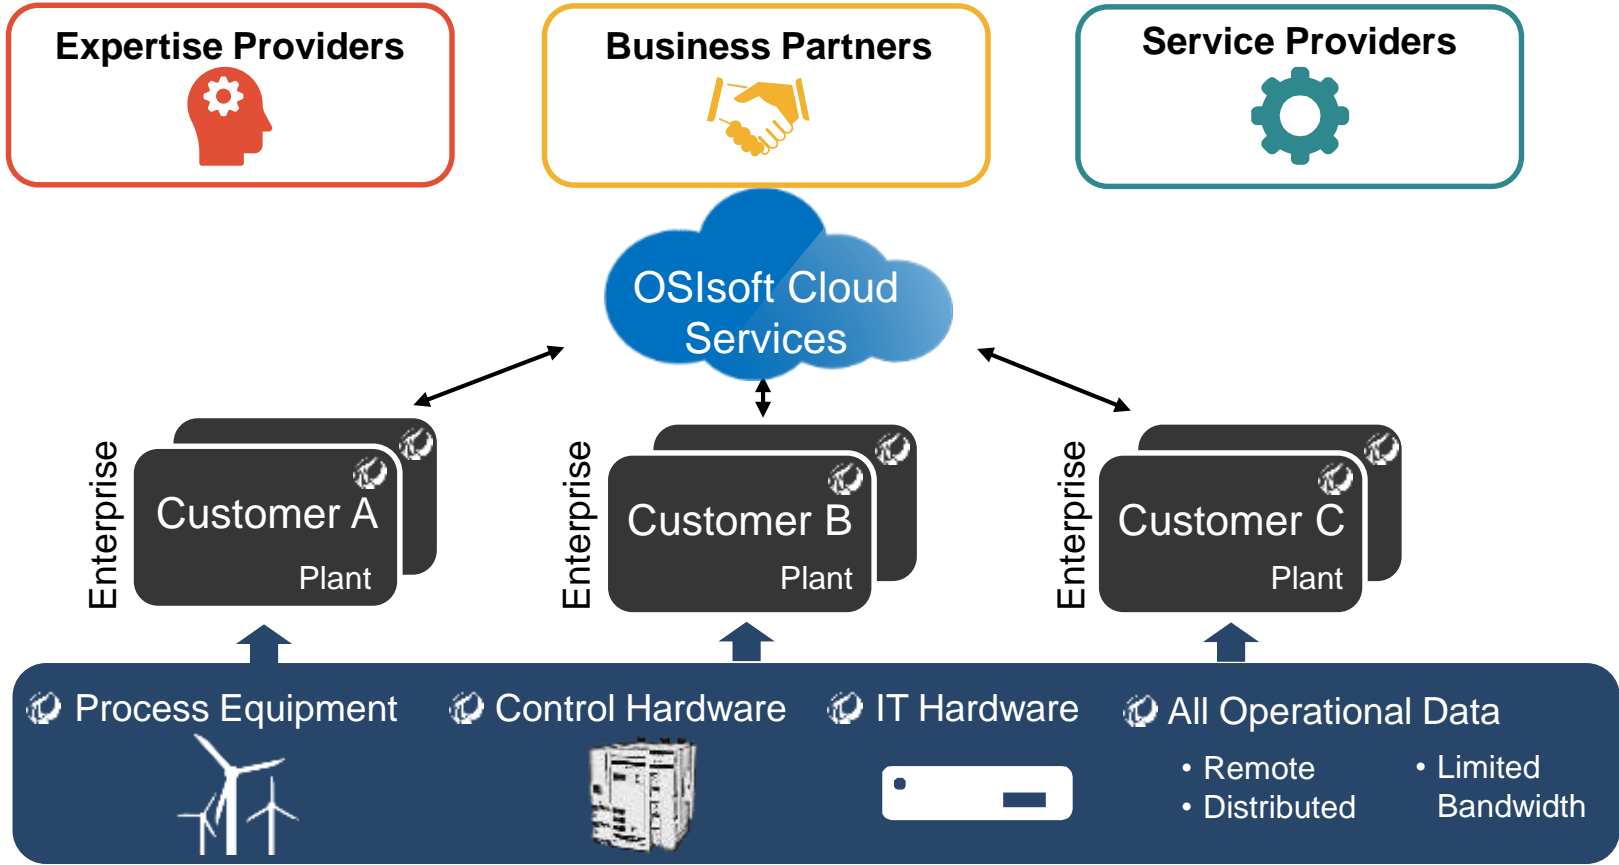 Expertise Providers
Business Partners
Service Providers
OSIsoft Cloud
Services
Enterprise
Customer A
Plant
Enterprise
Customer B
Plant
Enterprise
Customer C
Plant
Process Equipment
Control Hardware
IT Hardware
All Operational Data
• Remote
• Distributed
• Limited
Bandwidth